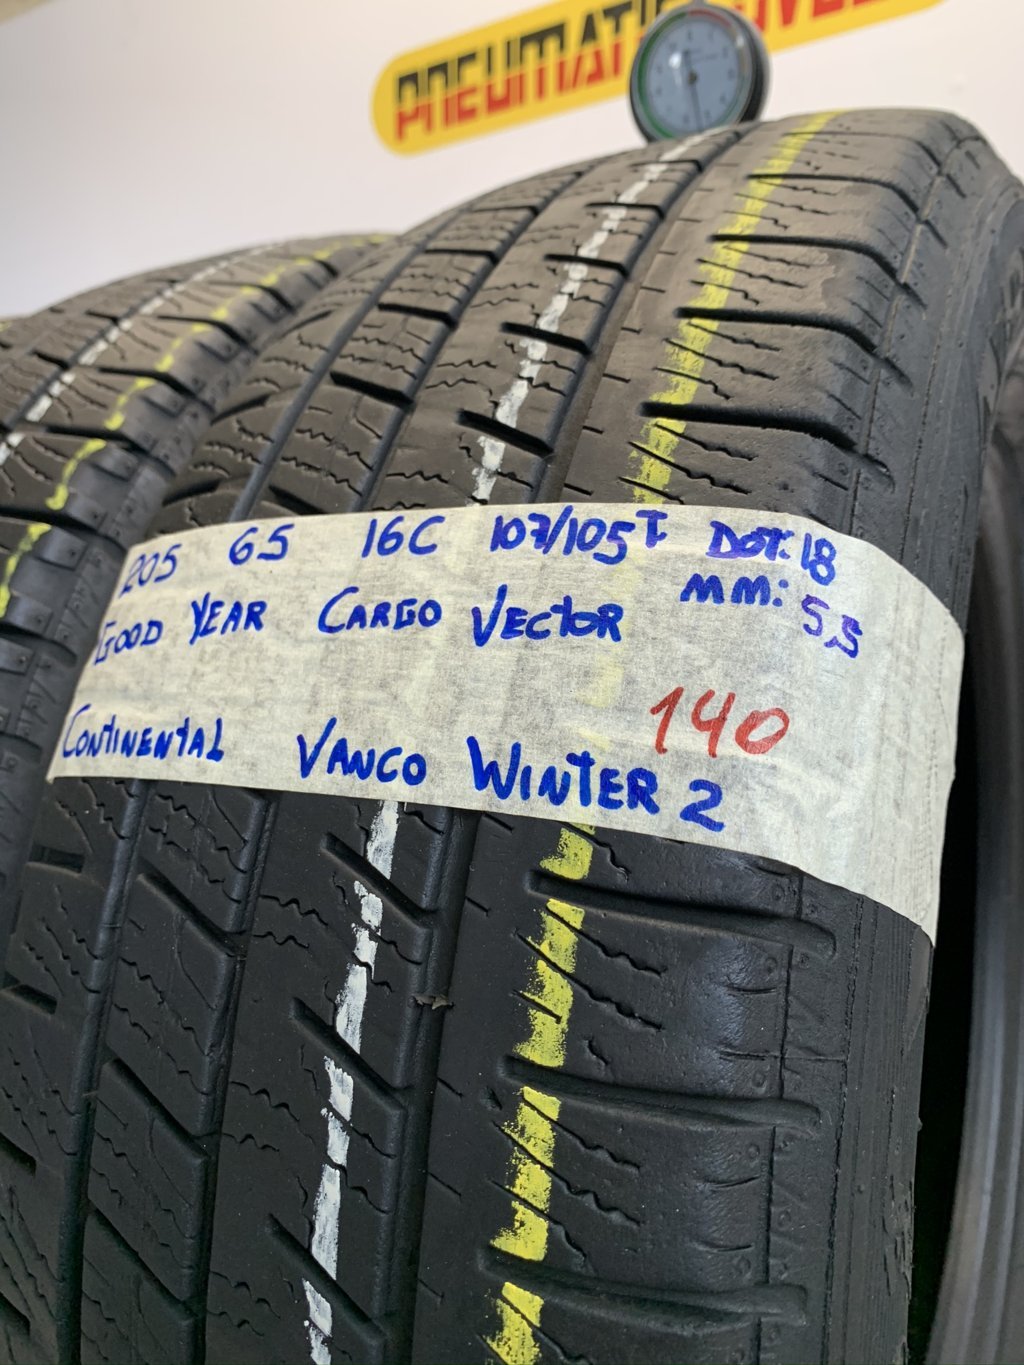 PNEUMATI
205 65 16C 107/105T DOT: 18
MM: 5,5
GOOD YEAR CARGO VECTOR
140
CONTINENTAL VANCO WINTER 2